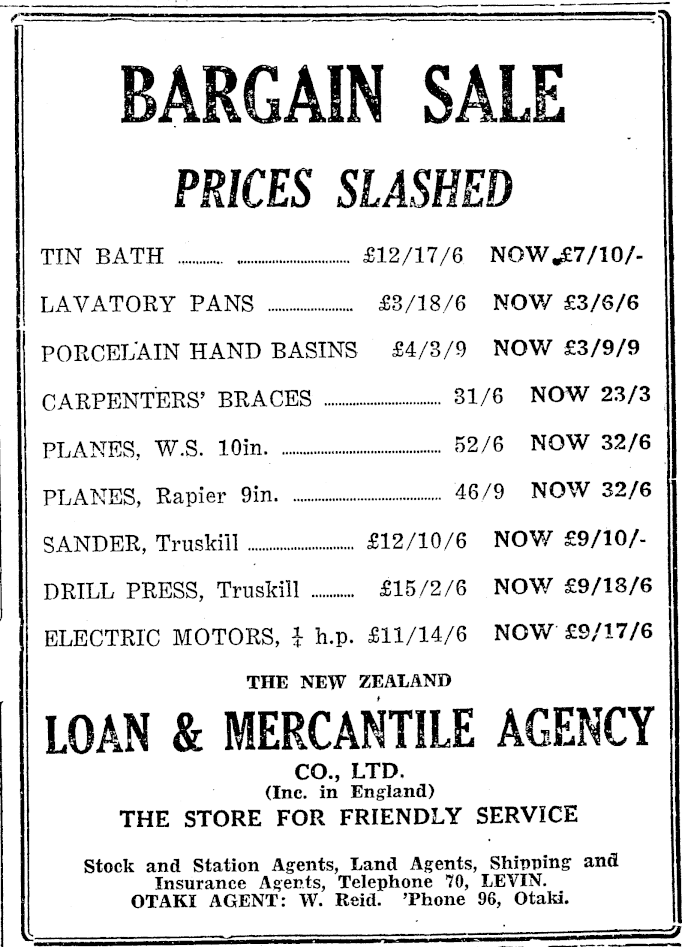 BARGAIN SALE
PRICES SLASHED
TIN BATH ........... ............................ £12/17/6 NOW £7/10/-
LAVATORY PANS ..................... £3/18/6 NOW £3/6/6
PORCELAIN HAND BASINS £4/3/9 NOW £3/9/9
CARPENTERS' BRACES ............................. 31/6 NOW 23/3
PLANES, W.S. 10in. ....................................... 52/6 NOW 32/6
PLANES, Rapier 9in. ..................................... 46/9 NOW 32/6
SANDER, Truskill ........................... £12/10/6 NOW £9/10/-
DRILL PRESS, Truskill ........... £15/2/6 NOW £9/18/6
ELECTRIC MOTORS, ¼ h.p. £11/14/6 NOW £9/17/6
THE NEW ZEALAND
LOAN & MERCANTILE AGENCY
CO., LTD.
(Inc. in England)
THE STORE FOR FRIENDLY SERVICE
Stock and Station Agents, Land Agents, Shipping and
Insurance Agents, Telephone 70, LEVIN.
OTAKI AGENT: W. Reid. 'Phone 96, Otaki.